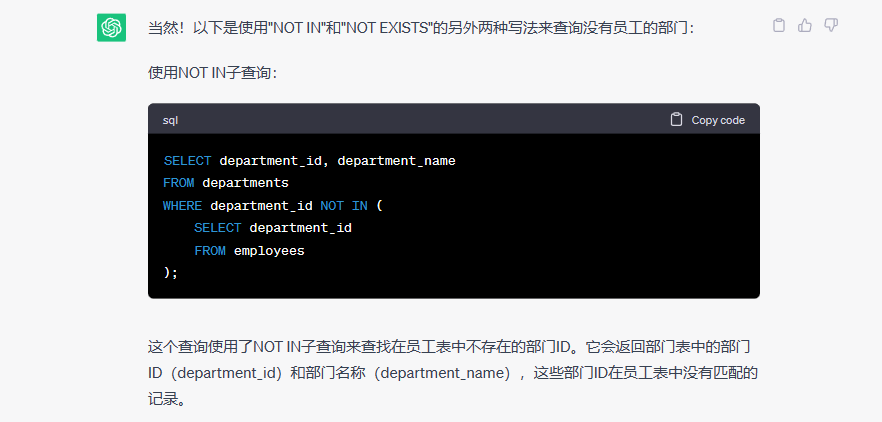 当然！以下是使用"NOT IN"和"NOT EXISTS"的另外两种写法来查询没有员工的部门：
使用NOT IN子查询：
sql Copy code
SELECT department_id, department_name
FROM departments
WHERE department_id NOT IN (
    SELECT department_id
    FROM employees
);
这个查询使用了NOT IN子查询来查找在员工表中不存在的部门ID。它会返回部门表中的部门
ID（department_id）和部门名称（department_name），这些部门ID在员工表中没有匹配的
记录。